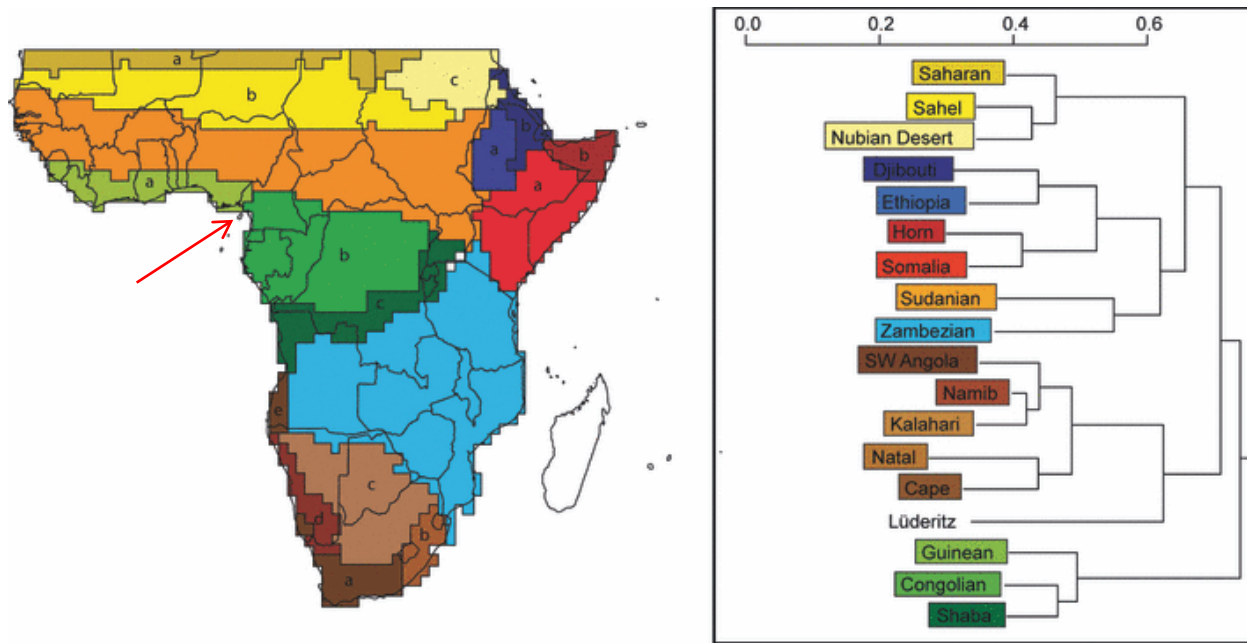 a
b
c
b
a
b
a
a
b
c
e
c
d
b
a
0.0 0.2 0.4 0.6
Saharan
Sahel
Nubian Desert
Djibouti
Ethiopia
Horn
Somalia
Sudanian
Zambezian
SW Angola
Namib
Kalahari
Natal
Cape
Lüderitz
Guinean
Congolian
Shaba